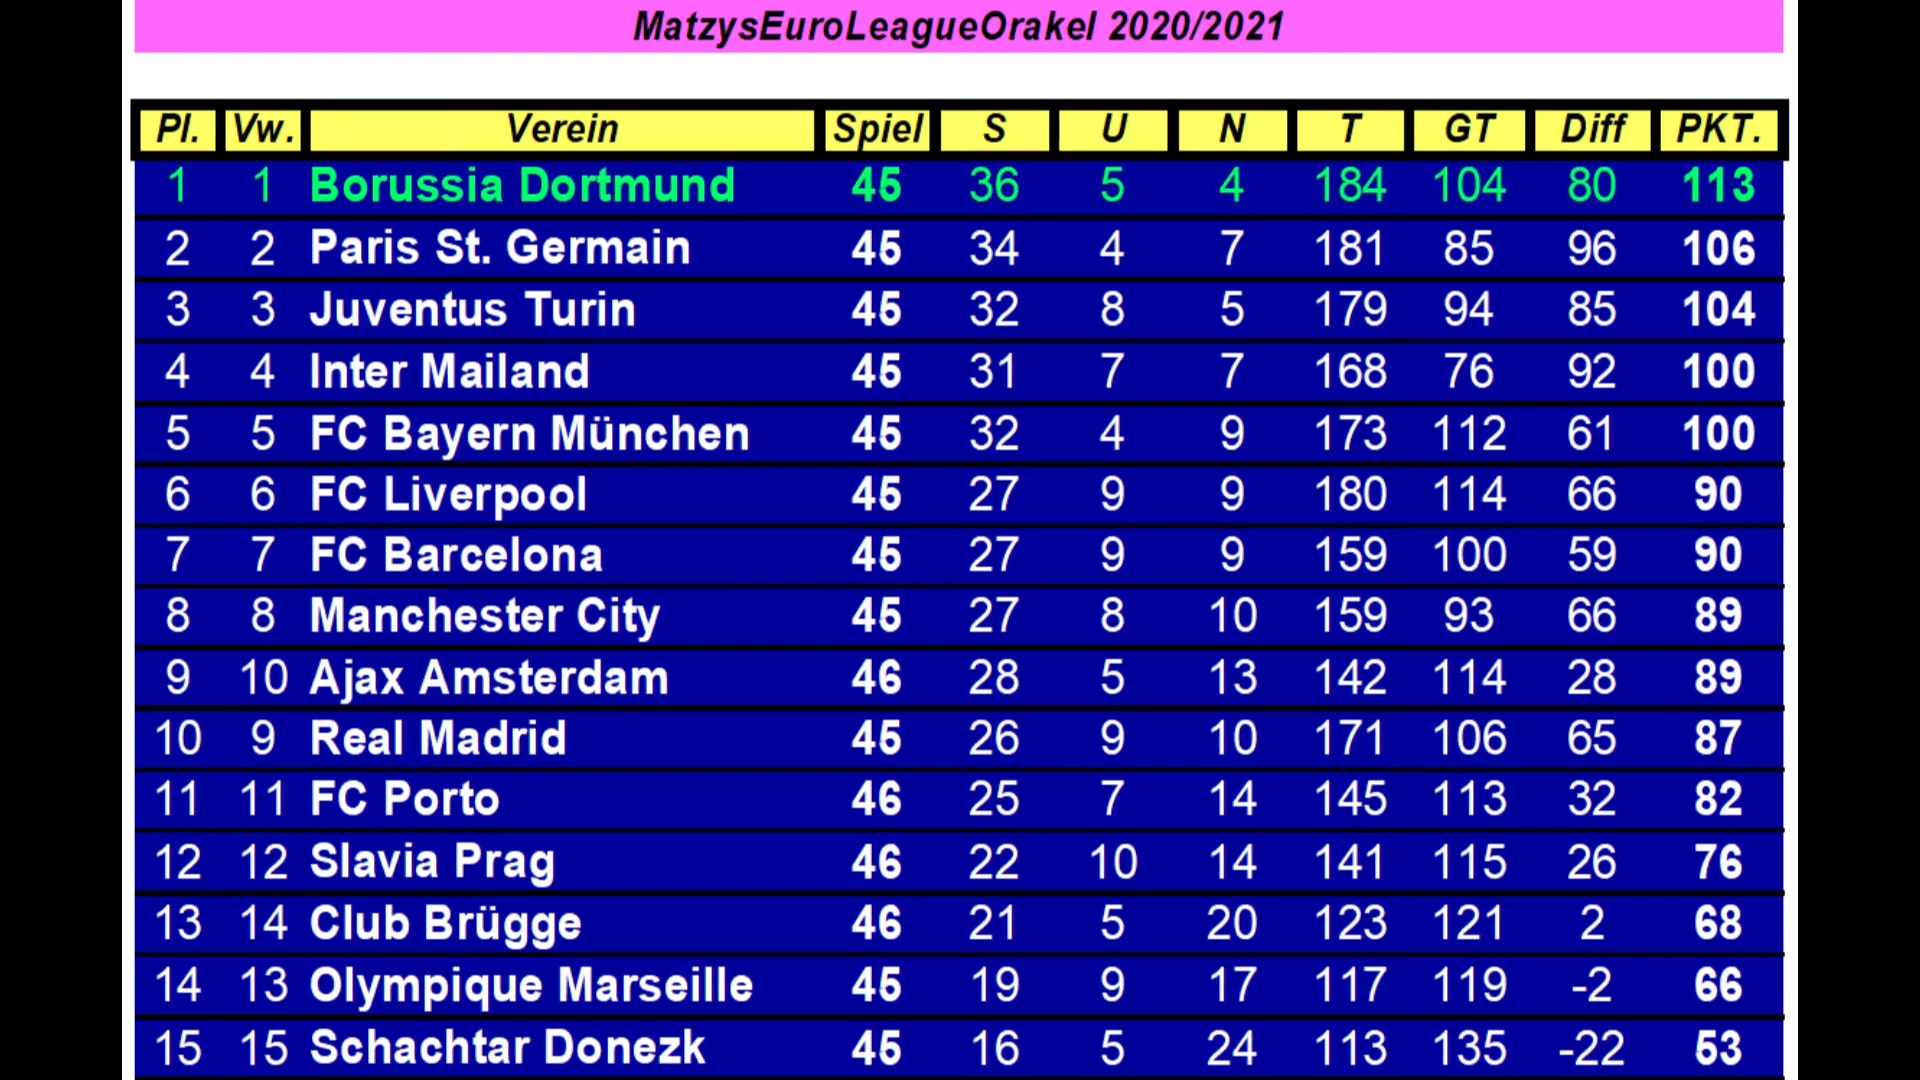 MatzysEuroLeagueOrakel 2020/2021
Pl. Vw. Verein Spiel S U N T GT Diff PKT.
1 1 Borussia Dortmund 45 36 5 4 184 104 80 113
2 2 Paris St. Germain 45 34 4 7 181 85 96 106
3 3 Juventus Turin 45 32 8 5 179 94 85 104
4 4 Inter Mailand 45 31 7 7 168 76 92 100
5 5 FC Bayern München 45 32 4 9 173 112 61 100
6 6 FC Liverpool 45 27 9 9 180 114 66 90
7 7 FC Barcelona 45 27 9 9 159 100 59 90
8 8 Manchester City 45 27 8 10 159 93 66 89
9 10 Ajax Amsterdam 46 28 5 13 142 114 28 89
10 9 Real Madrid 45 26 9 10 171 106 65 87
11 11 FC Porto 46 25 7 14 145 113 32 82
12 12 Slavia Prag 46 22 10 14 141 115 26 76
13 14 Club Brügge 46 21 5 20 123 121 2 68
14 13 Olympique Marseille 45 19 9 17 117 119 -2 66
15 15 Schachtar Donezk 45 16 5 24 113 135 -22 53